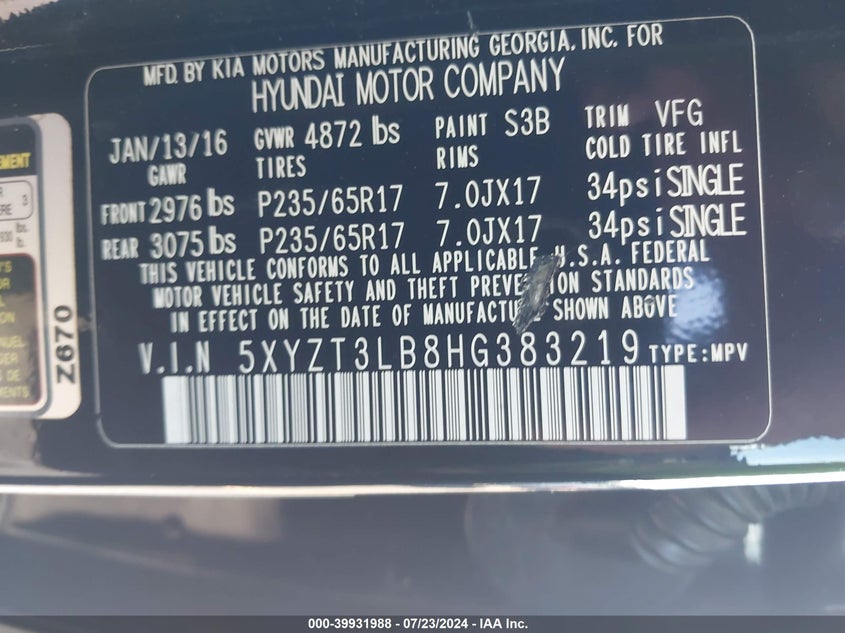 MFD. BY KIA MOTORS MANUFACTURING GEORGIA, INC. FOR
HYUNDAI MOTOR COMPANY
JAN/13/16 GVWR 4872 lbs PAINT S3B TRIM VFG
GAWR TIRES RIMS COLD TIRE INFL
FRONT 2976 lbs P235/65R17 7.0JX17 34psi SINGLE
REAR 3075 lbs P235/65R17 7.0JX17 34psi SINGLE
THIS VEHICLE CONFORMS TO ALL APPLICABLE U.S.A. FEDERAL
MOTOR VEHICLE SAFETY AND THEFT PREVENTION STANDARDS
IN EFFECT ON THE DATE OF MANUFACTURE SHOWN ABOVE
V.I.N 5XYZT3LB8HG383219 TYPE:MPV
Z670
3
000-39931988 / 07/23/2024 - IAA Inc.